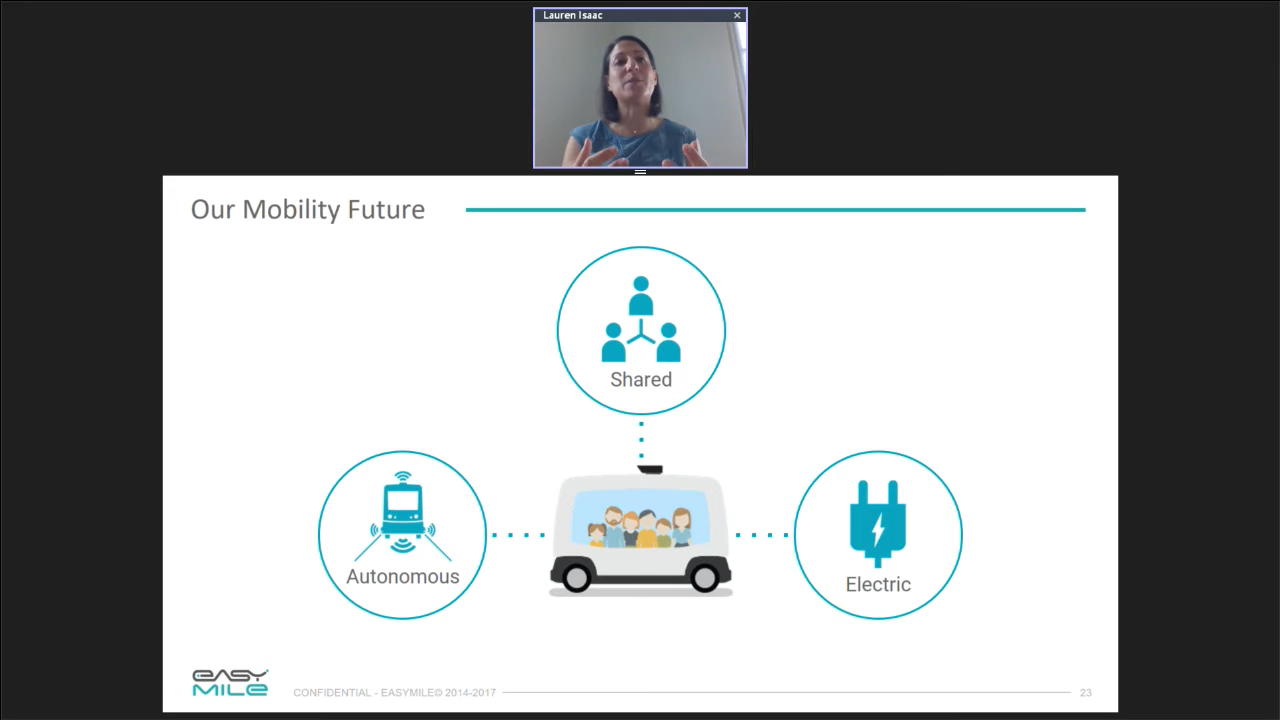 Lauren Isaac
Our Mobility Future
Shared
Autonomous
Electric
EASY
MILE
CONFIDENTIAL - EASYMILE© 2014-2017
23